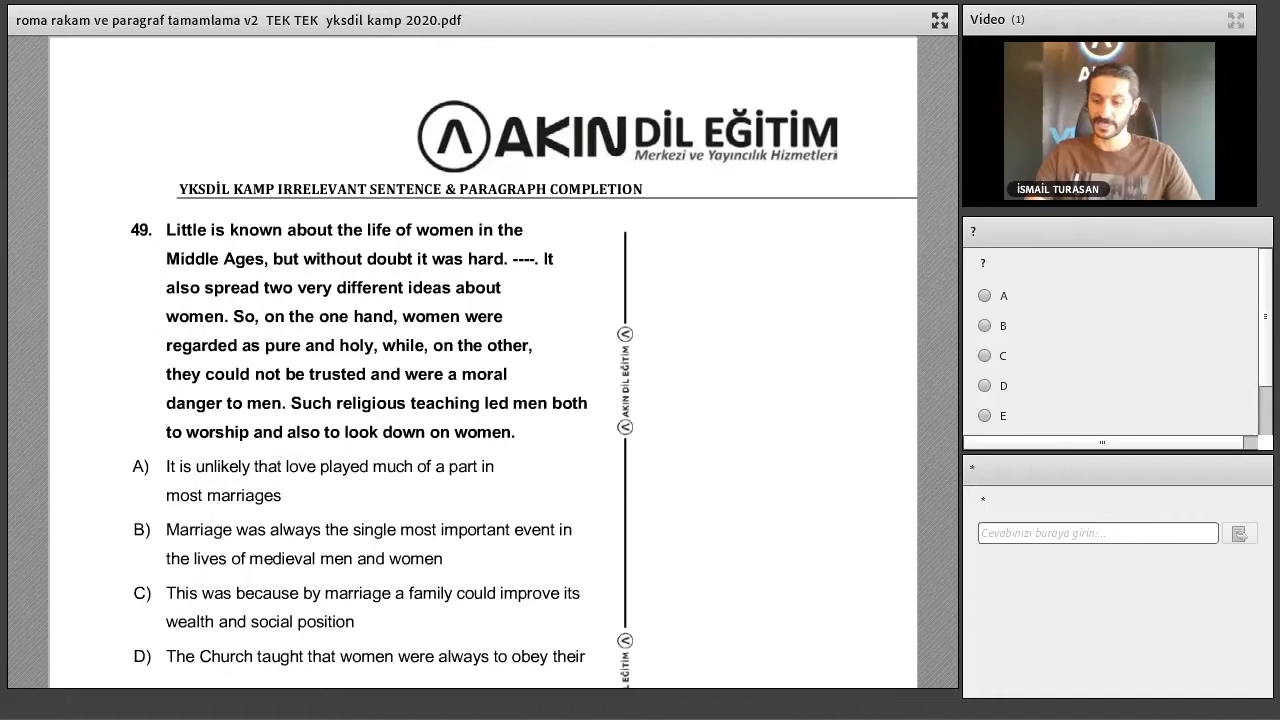 roma rakam ve paragraf tamamlama v2 TEK TEK yksdil kamp 2020.pdf
AKIN DİL EĞİTİM
Merkezi ve Yayıncılık Hizmetleri
YKSDİL KAMP IRRELEVANT SENTENCE & PARAGRAPH COMPLETION
49. Little is known about the life of women in the
Middle Ages, but without doubt it was hard. ----. It
also spread two very different ideas about
women. So, on the one hand, women were
regarded as pure and holy, while, on the other,
they could not be trusted and were a moral
danger to men. Such religious teaching led men both
to worship and also to look down on women.
A) It is unlikely that love played much of a part in
most marriages
B) Marriage was always the single most important event in
the lives of medieval men and women
C) This was because by marriage a family could improve its
wealth and social position
D) The Church taught that women were always to obey their
AKIN DİL EĞİTİM
EĞİTİM
Video (1)
İSMAİL TURASAN
?
?
A
B
C
D
E
*
*
Cevabınızı buraya girin:...